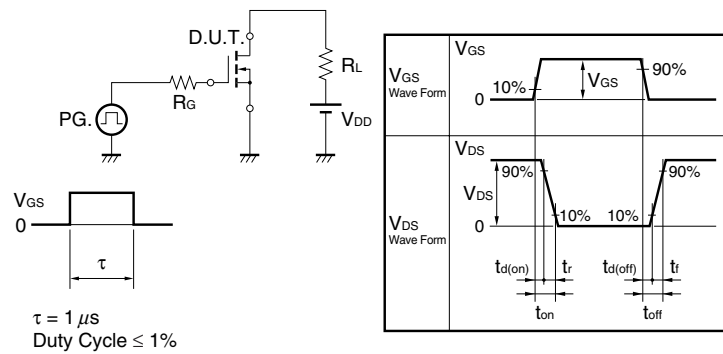 D.U.T.
RL
RG
PG.
VDD
VGS
0
τ
τ = 1 μs
Duty Cycle ≤ 1%
VGS
Wave Form
VGS
10%
VGS
90%
0
VDS
Wave Form
VDS
90%
VDS
90%
10%
10%
0
td(on)
tr
td(off)
tf
ton
toff